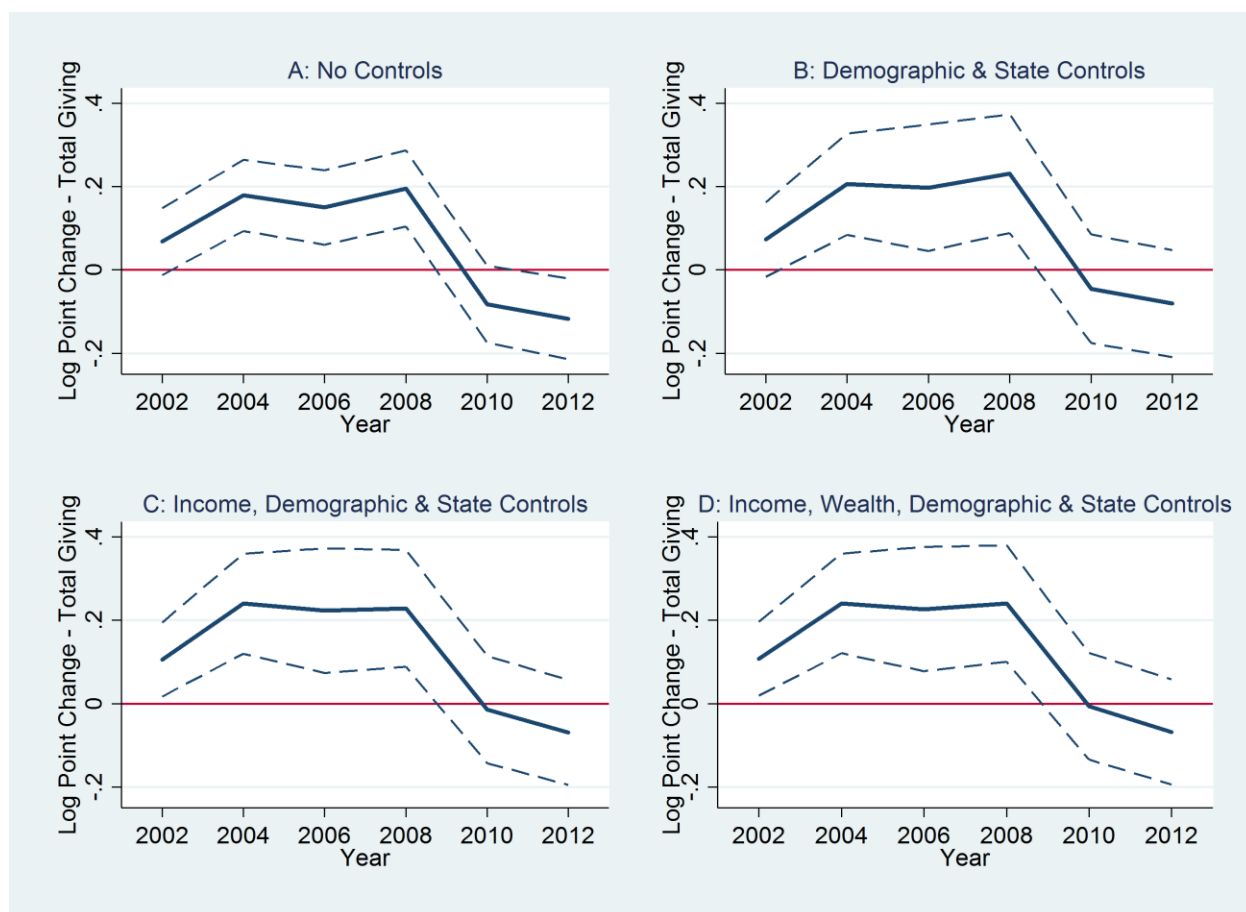 A: No Controls
Log Point Change - Total Giving
.4
.2
0
-.2
2002 2004 2006 2008 2010 2012
Year
B: Demographic & State Controls
Log Point Change - Total Giving
.4
.2
0
-.2
2002 2004 2006 2008 2010 2012
Year
C: Income, Demographic & State Controls
Log Point Change - Total Giving
.4
.2
0
-.2
2002 2004 2006 2008 2010 2012
Year
D: Income, Wealth, Demographic & State Controls
Log Point Change - Total Giving
.4
.2
0
-.2
2002 2004 2006 2008 2010 2012
Year